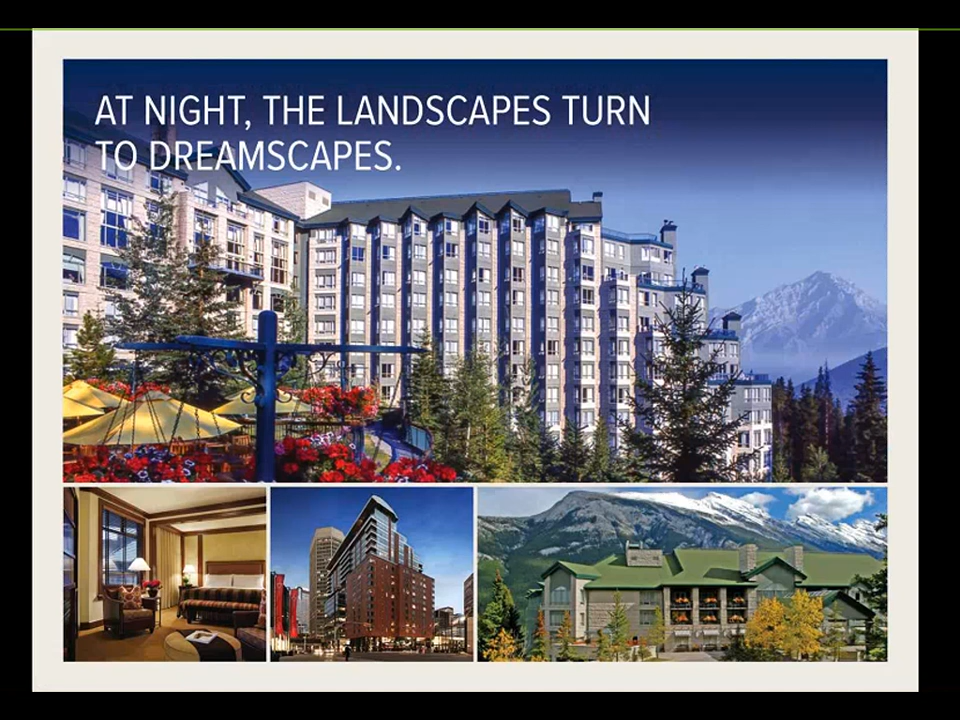 AT NIGHT, THE LANDSCAPES TURN
TO DREAMSCAPES.